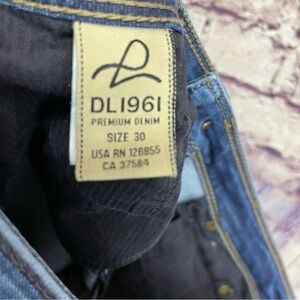 DL1961
PREMIUM DENIM
SIZE 30
USA RN 126855
CA 37584